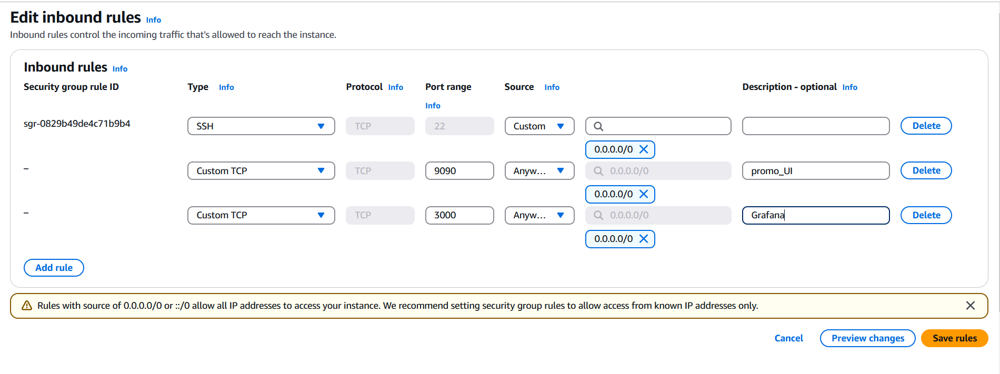 Edit inbound rules Info
Inbound rules control the incoming traffic that's allowed to reach the instance.
Inbound rules Info
Security group rule ID Type Info Protocol Info Port range Info Source Info Description - optional Info
sgr-0829b49de4c71b9b4 SSH TCP 22 Custom Delete
0.0.0.0/0
– Custom TCP TCP 9090 Anyw... 0.0.0.0/0 promo_UI Delete
0.0.0.0/0
– Custom TCP TCP 3000 Anyw... 0.0.0.0/0 Grafana Delete
0.0.0.0/0
Add rule
Rules with source of 0.0.0.0/0 or ::/0 allow all IP addresses to access your instance. We recommend setting security group rules to allow access from known IP addresses only.
Cancel Preview changes Save rules